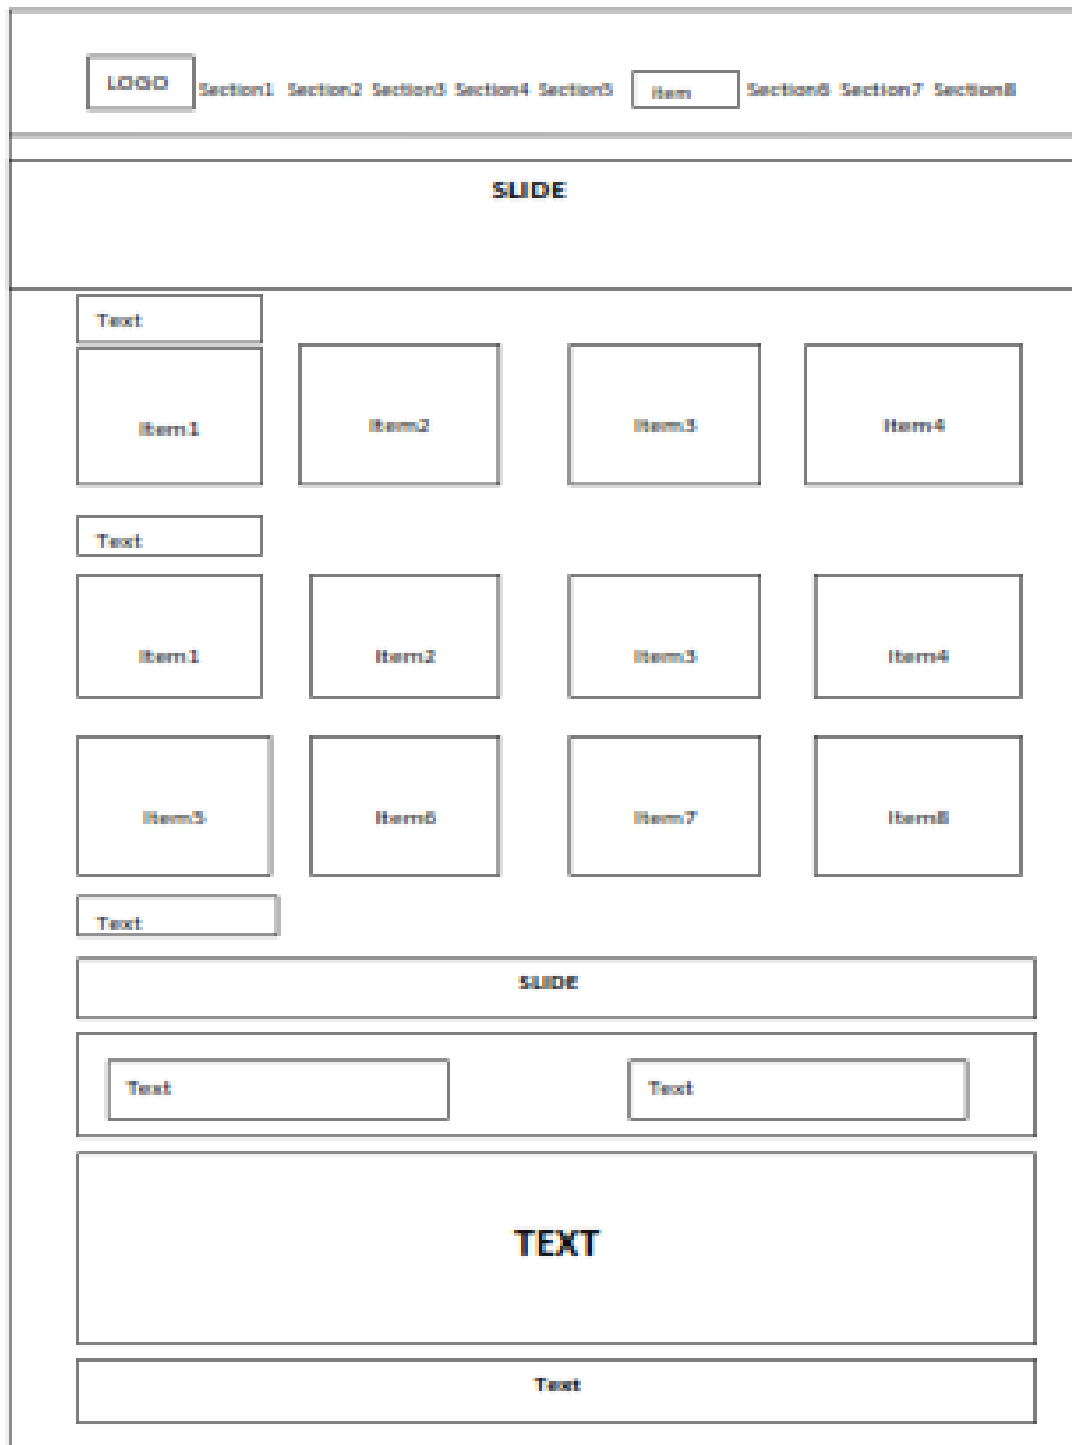 LOGO Section1 Section2 Section3 Section4 Section5 item Section6 Section7 Section8
SLIDE
Text
Item1 Item2 Item3 Item4
Text
Item1 Item2 Item3 Item4
Item5 Item6 Item7 Item8
Text
SLIDE
Text Text
TEXT
Text